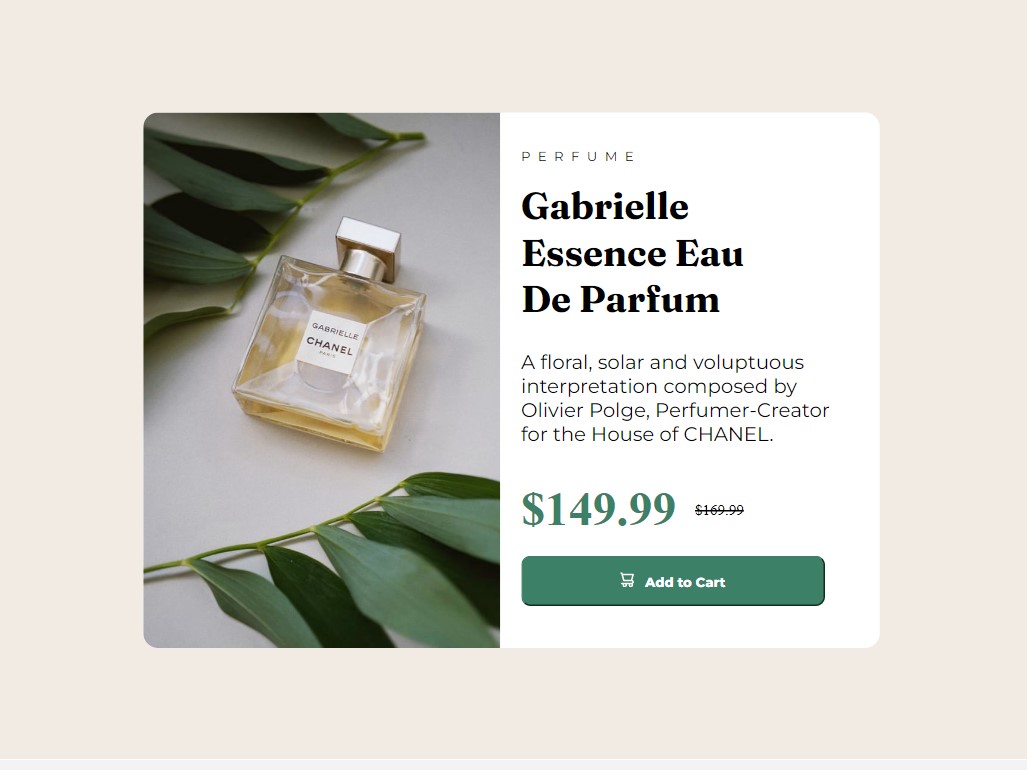 GABRIELLE
CHANEL
PARIS
PERFUME
Gabrielle
Essence Eau
De Parfum
A floral, solar and voluptuous
interpretation composed by
Olivier Polge, Perfumer-Creator
for the House of CHANEL.
$149.99 $169.99
Add to Cart